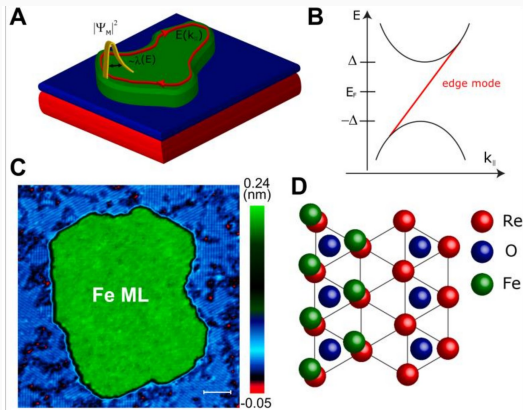 A
|Ψ_M|²
E(k_∥)
~λ(E)
B
E
Δ
E_F
-Δ
edge mode
k_∥
C
0.24
(nm)
Fe ML
-0.05
D
Re
O
Fe